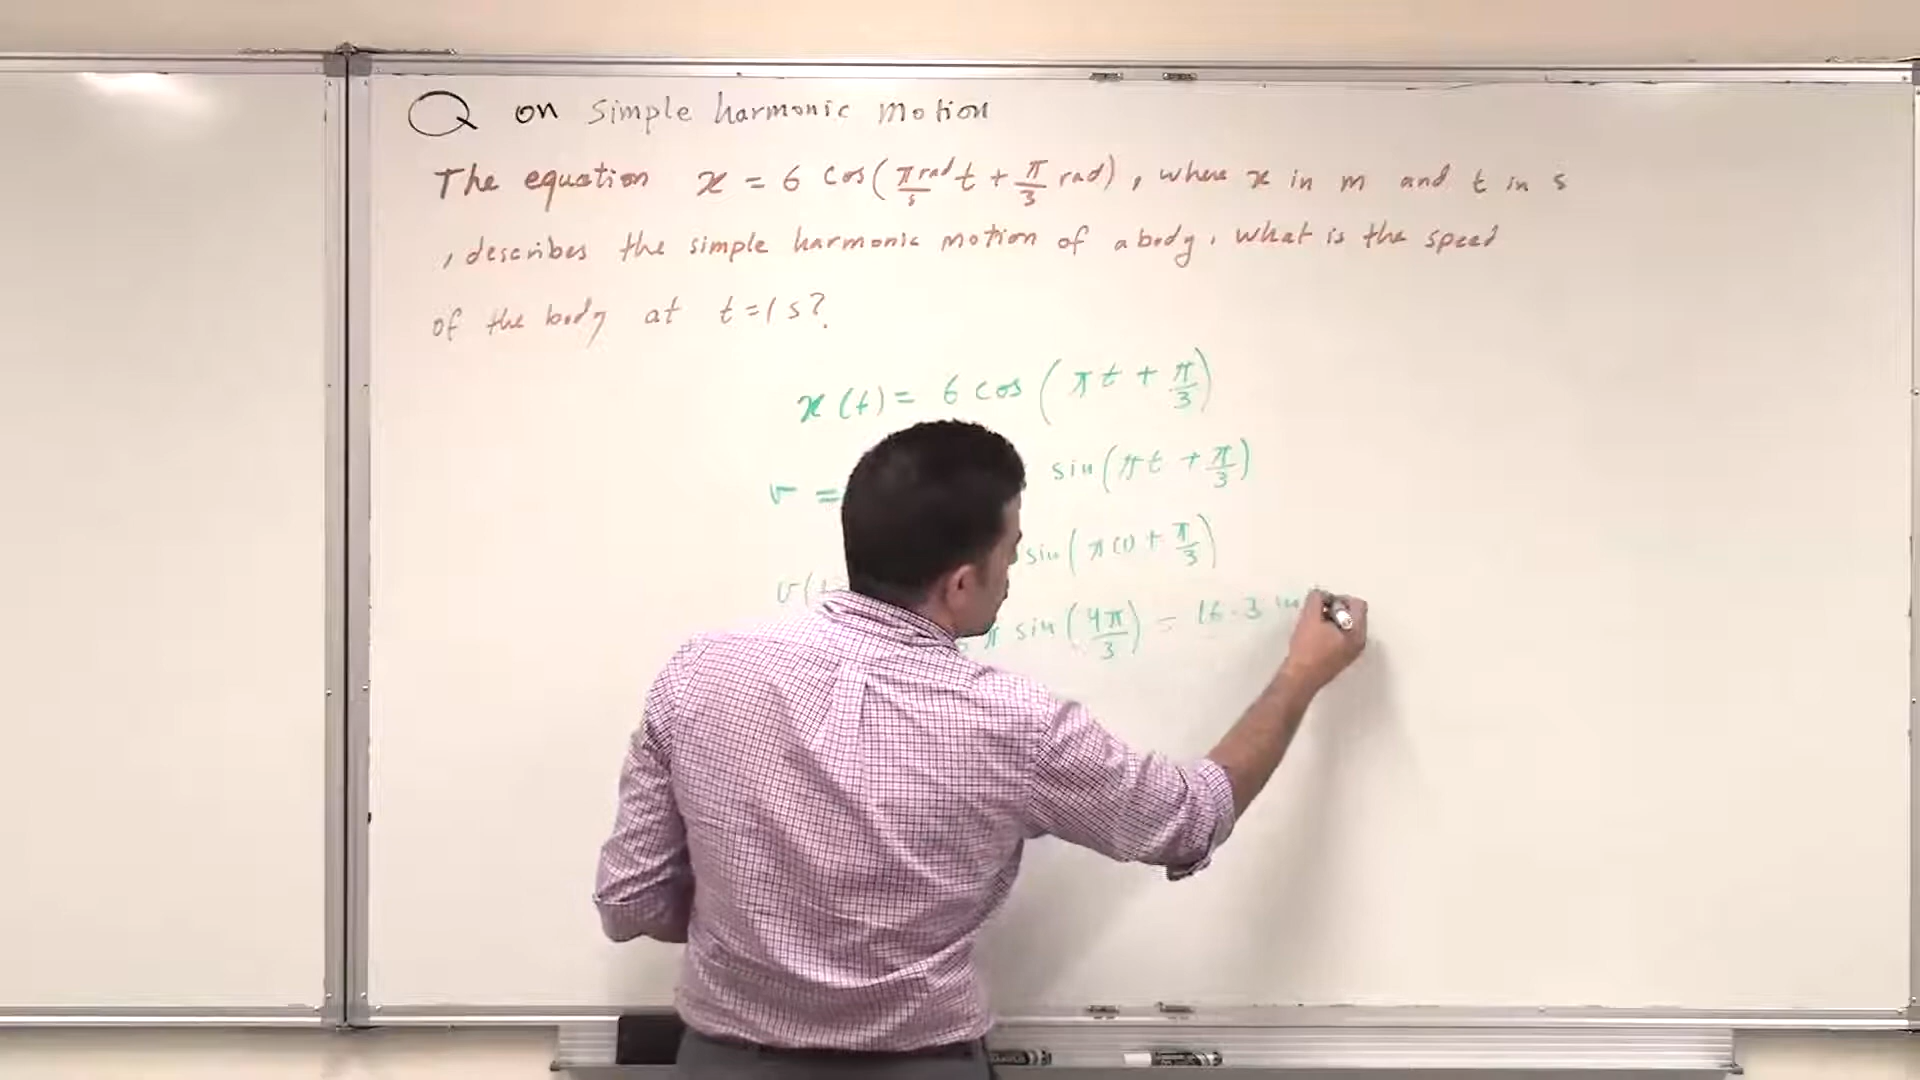 Q on simple harmonic motion
The equation x = 6 cos(π rad/s t + π/3 rad), where x in m and t in s
, describes the simple harmonic motion of a body. What is the speed
of the body at t=1 s?
x(t) = 6 cos(πt + π/3)
v = sin(πt + π/3)
v( sin(π(1) + π/3)
π sin(4π/3) = 16.3 m